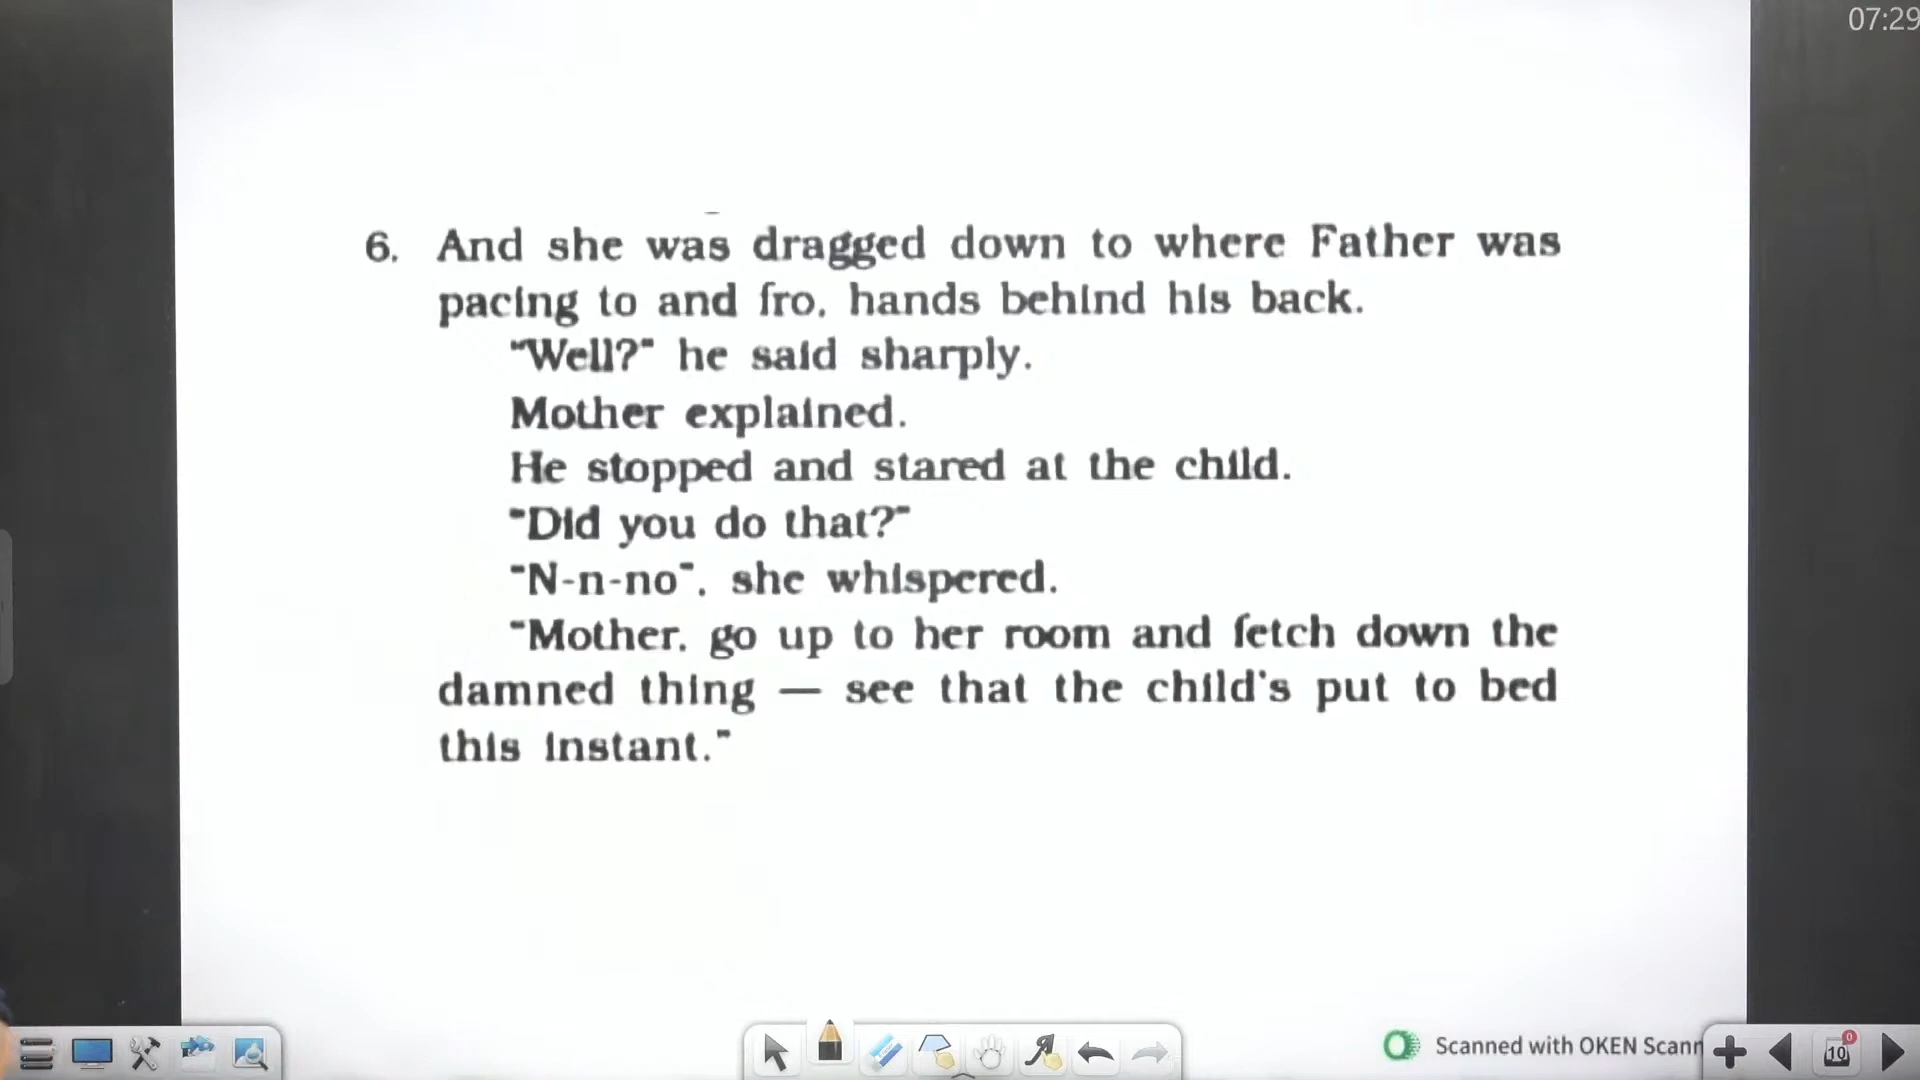 07:29
6. And she was dragged down to where Father was
pacing to and fro, hands behind his back.
"Well?" he said sharply.
Mother explained.
He stopped and stared at the child.
"Did you do that?"
"N-n-no", she whispered.
"Mother, go up to her room and fetch down the
damned thing — see that the child's put to bed
this instant."
Scanned with OKEN Scann
10
0